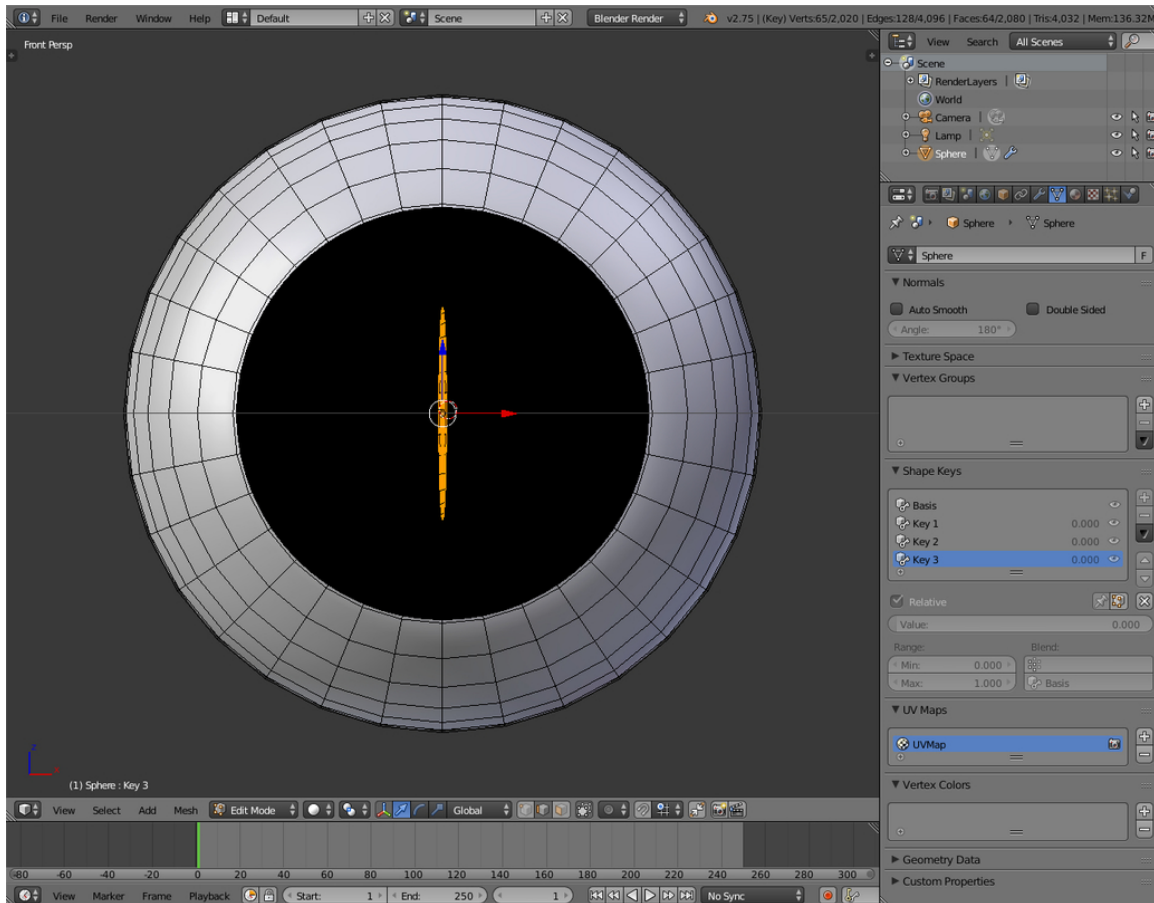 File Render Window Help Default Scene Blender Render v2.75 | (Key) Verts:65/2,020 | Edges:128/4,096 | Faces:64/2,080 | Tris:4,032 | Mem:136.32M
Front Persp
View Search All Scenes
Scene
RenderLayers |
World
Camera |
Lamp |
Sphere |
Sphere Sphere
Sphere F
Normals
Auto Smooth Double Sided
Angle: 180°
Texture Space
Vertex Groups
Shape Keys
Basis
Key 1 0.000
Key 2 0.000
Key 3 0.000
Relative
Value: 0.000
Range: Blend:
Min: 0.000
Max: 1.000 Basis
UV Maps
UVMap
Vertex Colors
Geometry Data
Custom Properties
z
x
(1) Sphere : Key 3
View Select Add Mesh Edit Mode Global
-80 -60 -40 -20 0 20 40 60 80 100 120 140 160 180 200 220 240 260 280 300
View Marker Frame Playback Start: 1 End: 250 1 No Sync